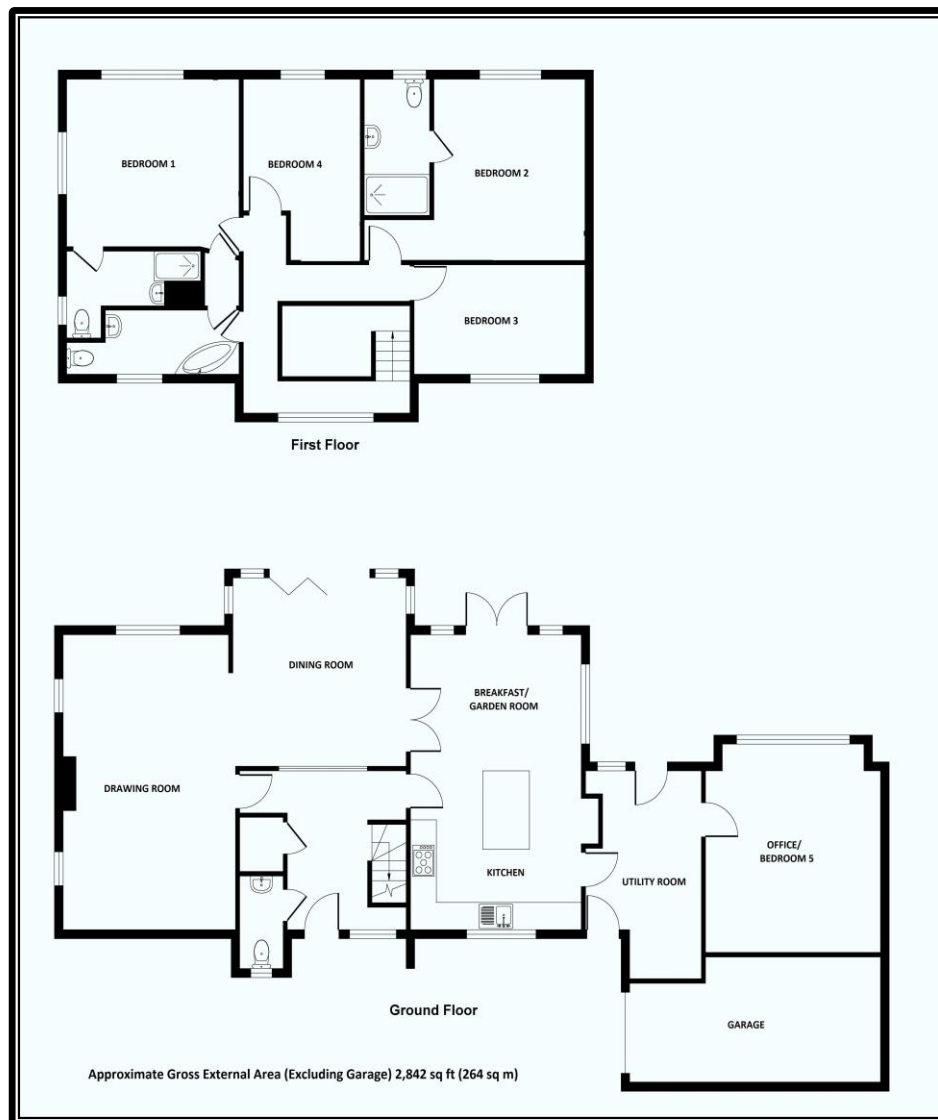 BEDROOM 1
BEDROOM 4
BEDROOM 2
BEDROOM 3
First Floor
DINING ROOM
BREAKFAST/
GARDEN ROOM
DRAWING ROOM
KITCHEN
UTILITY ROOM
OFFICE/
BEDROOM 5
GARAGE
Ground Floor
Approximate Gross External Area (Excluding Garage) 2,842 sq ft (264 sq m)